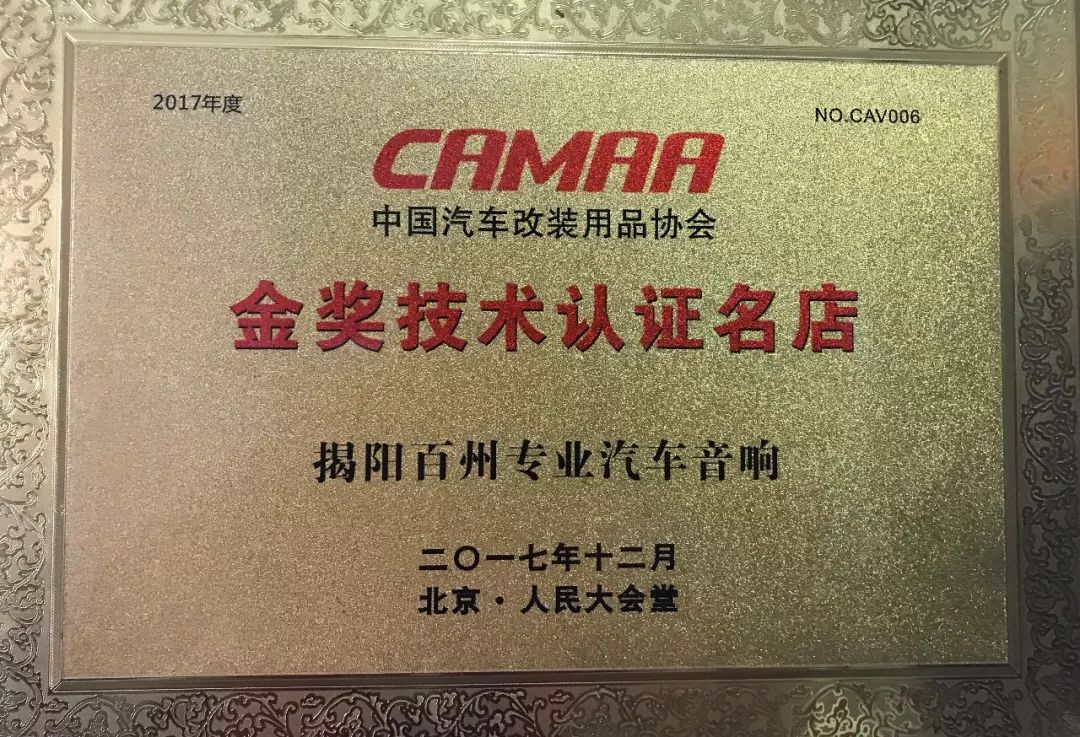 2017年度
NO.CAV006
CAMAA
中国汽车改装用品协会
金奖技术认证名店
揭阳百州专业汽车音响
二〇一七年十二月
北京·人民大会堂